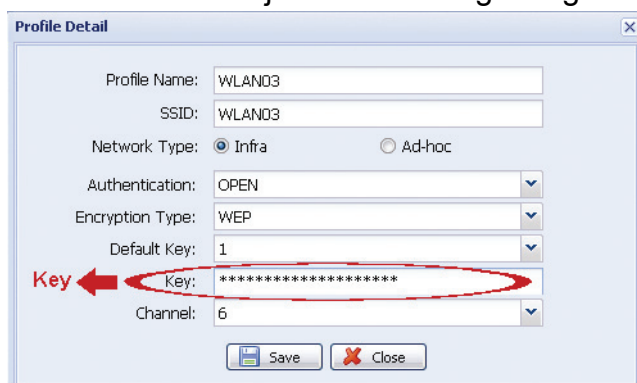 Profile Detail
Profile Name: WLAN03
SSID: WLAN03
Network Type: Infra Ad-hoc
Authentication: OPEN
Encryption Type: WEP
Default Key: 1
Key Key: ********************
Channel: 6
Save Close